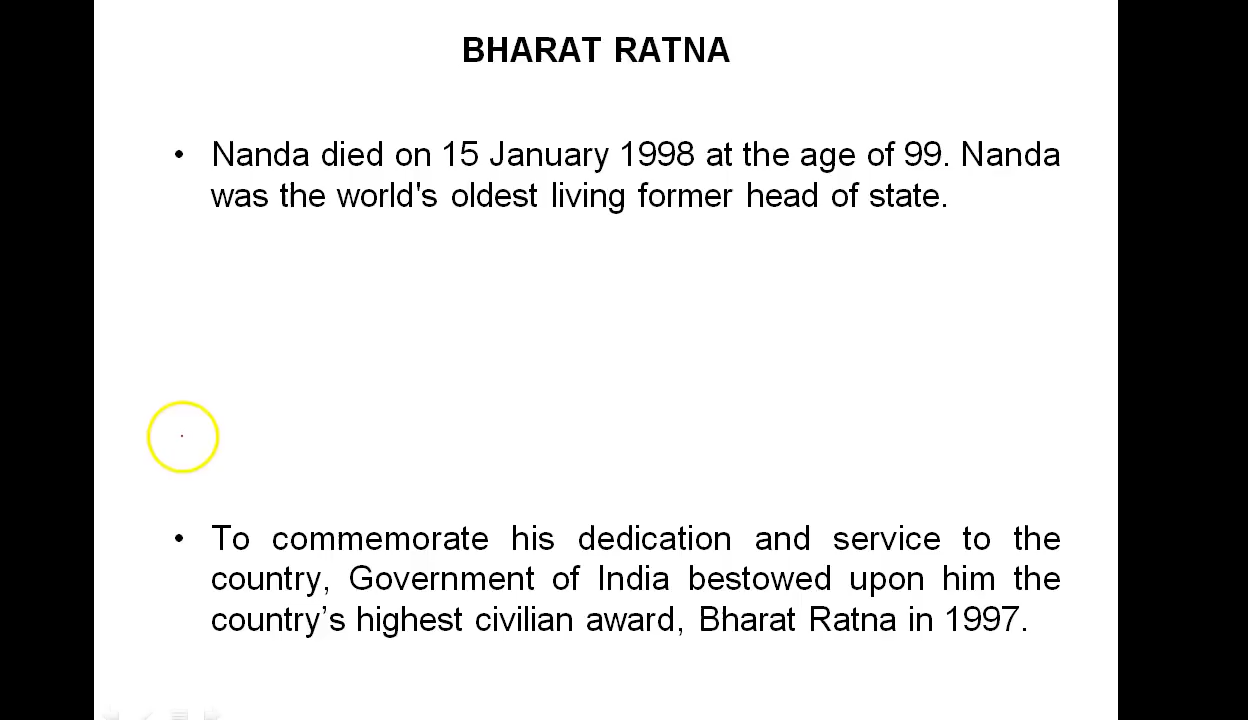 BHARAT RATNA
• Nanda died on 15 January 1998 at the age of 99. Nanda
was the world's oldest living former head of state.
• To commemorate his dedication and service to the
country, Government of India bestowed upon him the
country’s highest civilian award, Bharat Ratna in 1997.